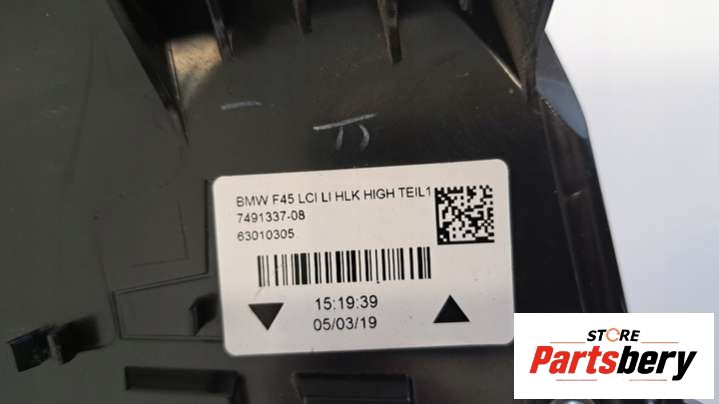 BMW F45 LCI LI HLK HIGH TEIL1
7491337-08
63010305
15:19:39
05/03/19
STORE
Partsbery